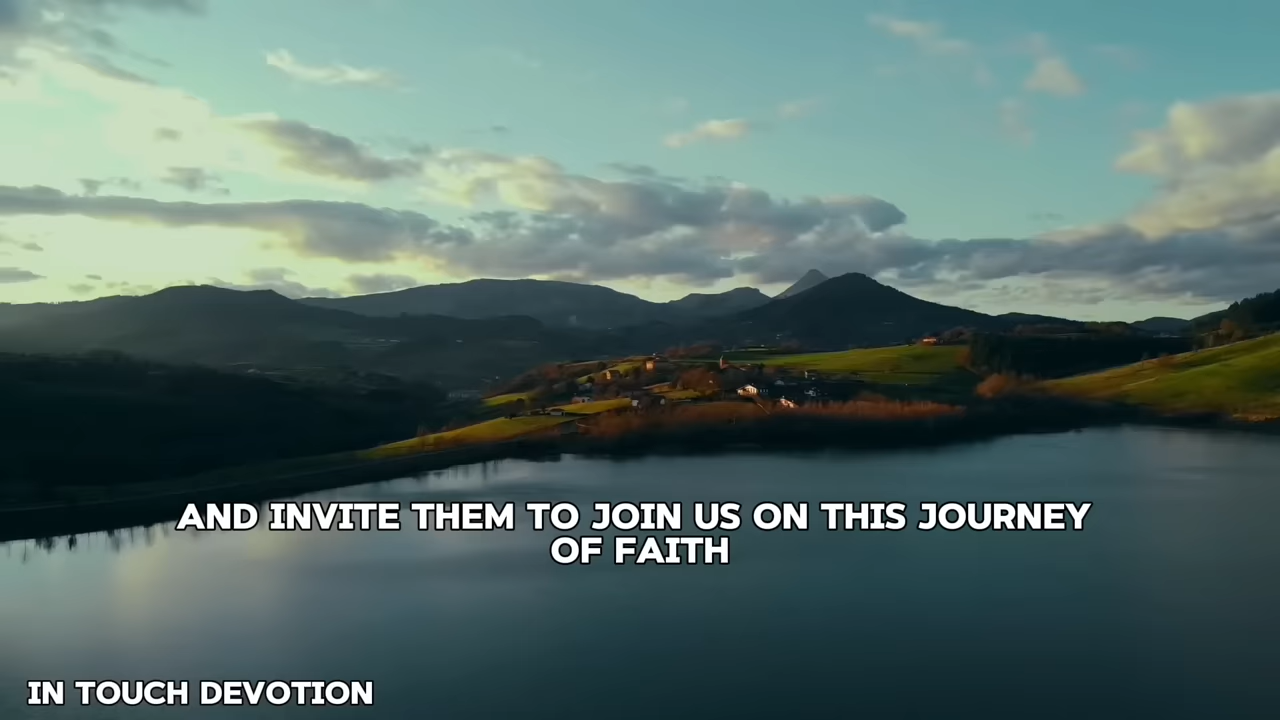 AND INVITE THEM TO JOIN US ON THIS JOURNEY
OF FAITH
IN TOUCH DEVOTION